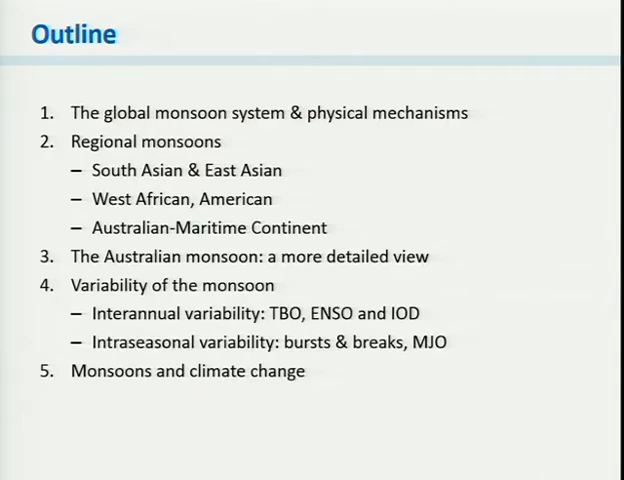 Outline
1. The global monsoon system & physical mechanisms
2. Regional monsoons
– South Asian & East Asian
– West African, American
– Australian-Maritime Continent
3. The Australian monsoon: a more detailed view
4. Variability of the monsoon
– Interannual variability: TBO, ENSO and IOD
– Intraseasonal variability: bursts & breaks, MJO
5. Monsoons and climate change